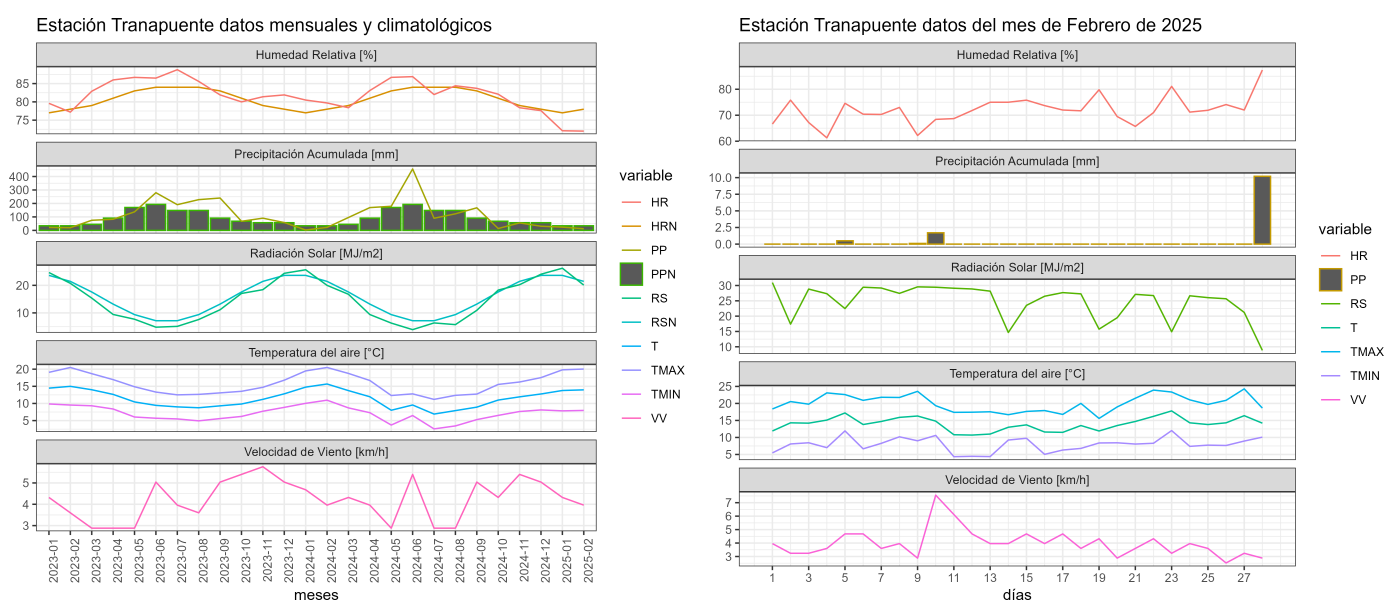 Estación Tranapuente datos mensuales y climatológicos
Humedad Relativa [%]
85
80
75
Precipitación Acumulada [mm]
400
300
200
100
0
Radiación Solar [MJ/m2]
20
10
Temperatura del aire [°C]
20
15
10
5
Velocidad de Viento [km/h]
5
4
3
2023-01
2023-02
2023-03
2023-04
2023-05
2023-06
2023-07
2023-08
2023-09
2023-10
2023-11
2023-12
2024-01
2024-02
2024-03
2024-04
2024-05
2024-06
2024-07
2024-08
2024-09
2024-10
2024-11
2024-12
2025-01
2025-02
meses
variable
HR
HRN
PP
PPN
RS
RSN
T
TMAX
TMIN
VV
Estación Tranapuente datos del mes de Febrero de 2025
Humedad Relativa [%]
80
70
60
Precipitación Acumulada [mm]
10.0
7.5
5.0
2.5
0.0
Radiación Solar [MJ/m2]
30
25
20
15
10
Temperatura del aire [°C]
25
20
15
10
5
Velocidad de Viento [km/h]
7
6
5
4
3
1
3
5
7
9
11
13
15
17
19
21
23
25
27
días
variable
HR
PP
RS
T
TMAX
TMIN
VV